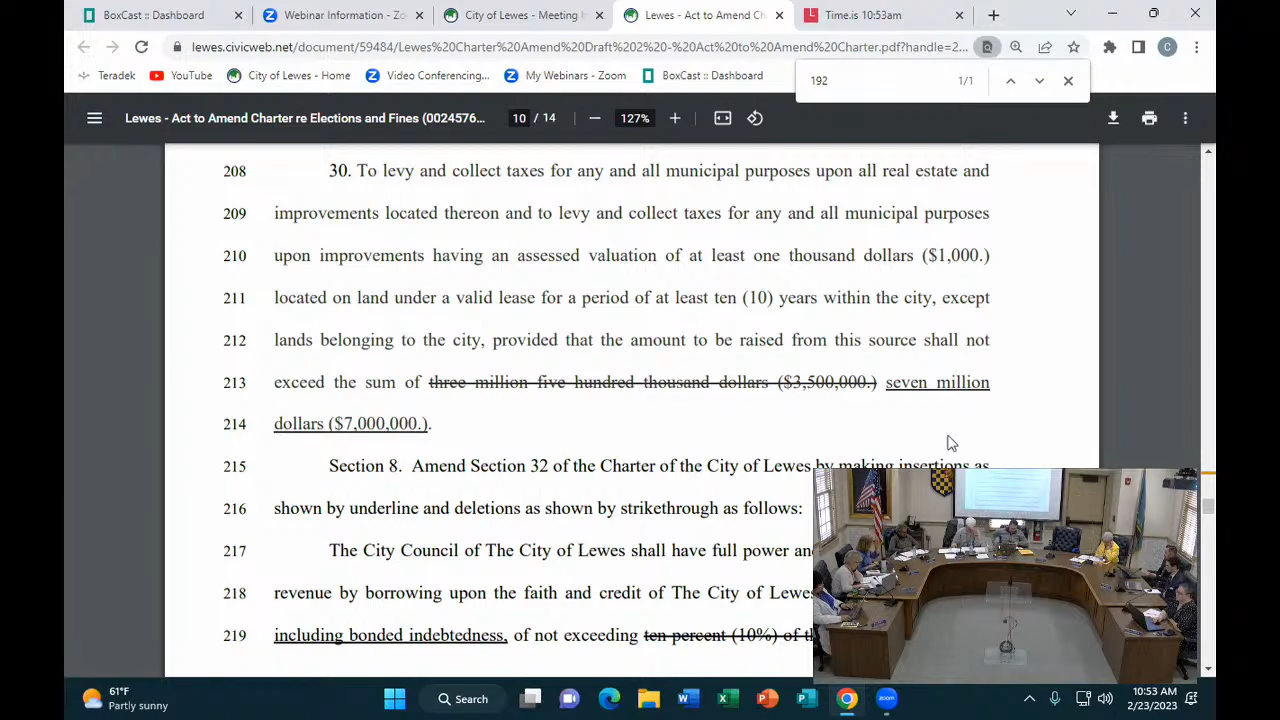 BoxCast :: Dashboard
Webinar Information - Zo
City of Lewes - Meeting
Lewes - Act to Amend Ch
Time.is 10:53am
lewes.civicweb.net/document/59484/Lewes%20Charter%20Amend%20Draft%202%20-%20Act%20to%20Amend%20Charter.pdf?handle=2...
C
Teradek
YouTube
City of Lewes - Home
Video Conferencing...
My Webinars - Zoom
BoxCast :: Dashboard
192
1/1
Lewes - Act to Amend Charter re Elections and Fines (0024576...
10 / 14
127%
208 30. To levy and collect taxes for any and all municipal purposes upon all real estate and
209 improvements located thereon and to levy and collect taxes for any and all municipal purposes
210 upon improvements having an assessed valuation of at least one thousand dollars ($1,000.)
211 located on land under a valid lease for a period of at least ten (10) years within the city, except
212 lands belonging to the city, provided that the amount to be raised from this source shall not
213 exceed the sum of three million five hundred thousand dollars ($3,500,000.) seven million
214 dollars ($7,000,000.).
215 Section 8. Amend Section 32 of the Charter of the City of Lewes by making insertions as
216 shown by underline and deletions as shown by strikethrough as follows:
217 The City Council of The City of Lewes shall have full power an
218 revenue by borrowing upon the faith and credit of The City of Lewes
219 including bonded indebtedness, of not exceeding ten percent (10%) of t
61°F
Partly sunny
Search
zoom
10:53 AM
2/23/2023